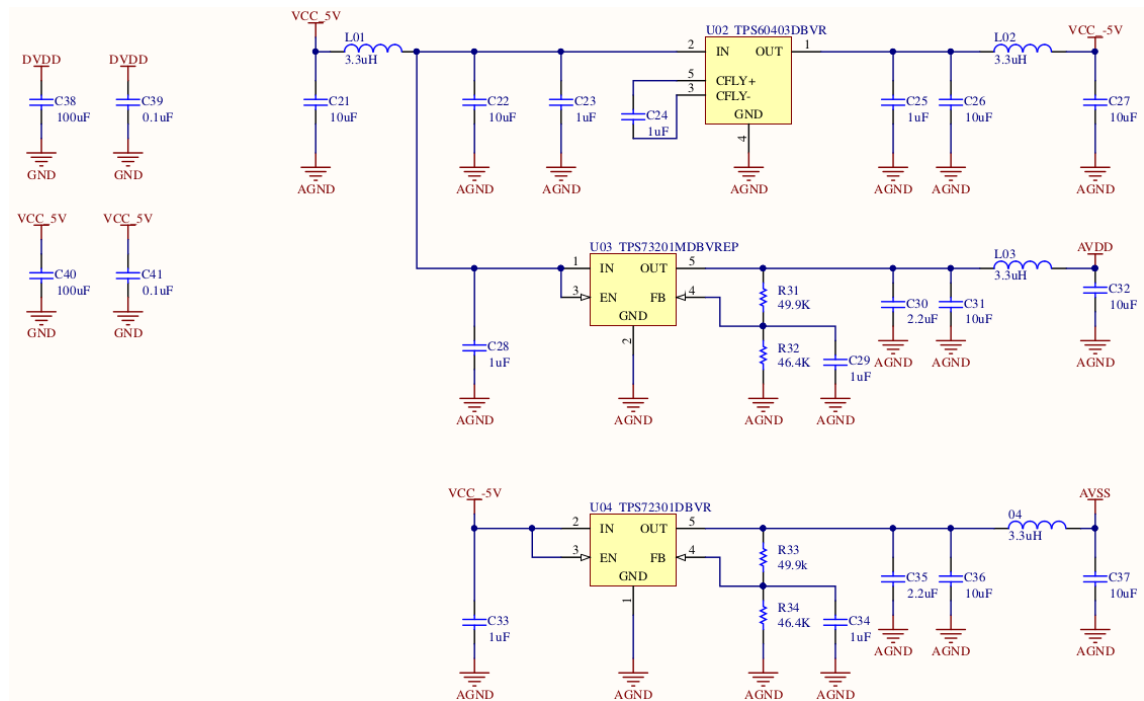 VCC_5V
L01
3.3uH
U02 TPS60403DBVR
2 IN OUT 1
5 CFLY+
3 CFLY-
GND
4
L02
3.3uH
VCC_-5V
DVDD
C38
100uF
GND
DVDD
C39
0.1uF
GND
C21
10uF
AGND
C22
10uF
AGND
C23
1uF
AGND
C24
1uF
AGND
C25
1uF
AGND
C26
10uF
AGND
C27
10uF
AGND
VCC_5V
C40
100uF
GND
VCC_5V
C41
0.1uF
GND
U03 TPS73201MDBVREP
1 IN OUT 5
3 EN FB 4
GND
2
AGND
C28
1uF
AGND
R31
49.9K
R32
46.4K
AGND
C29
1uF
AGND
C30
2.2uF
AGND
C31
10uF
AGND
L03
3.3uH
AVDD
C32
10uF
AGND
VCC_-5V
U04 TPS72301DBVR
2 IN OUT 5
3 EN FB 4
GND
1
AGND
C33
1uF
AGND
R33
49.9k
R34
46.4K
AGND
C34
1uF
AGND
C35
2.2uF
AGND
C36
10uF
AGND
04
3.3uH
AVSS
C37
10uF
AGND